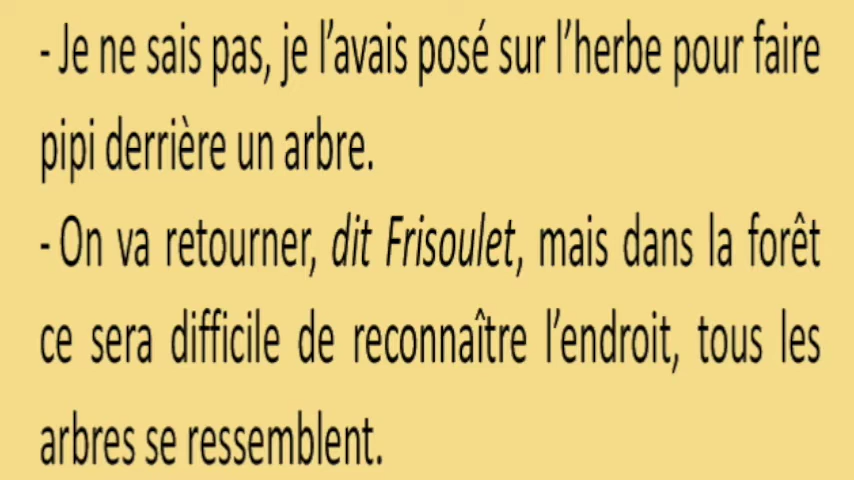 - Je ne sais pas, je l’avais posé sur l’herbe pour faire
pipi derrière un arbre.
- On va retourner, dit Frisoulet, mais dans la forêt
ce sera difficile de reconnaître l’endroit, tous les
arbres se ressemblent.